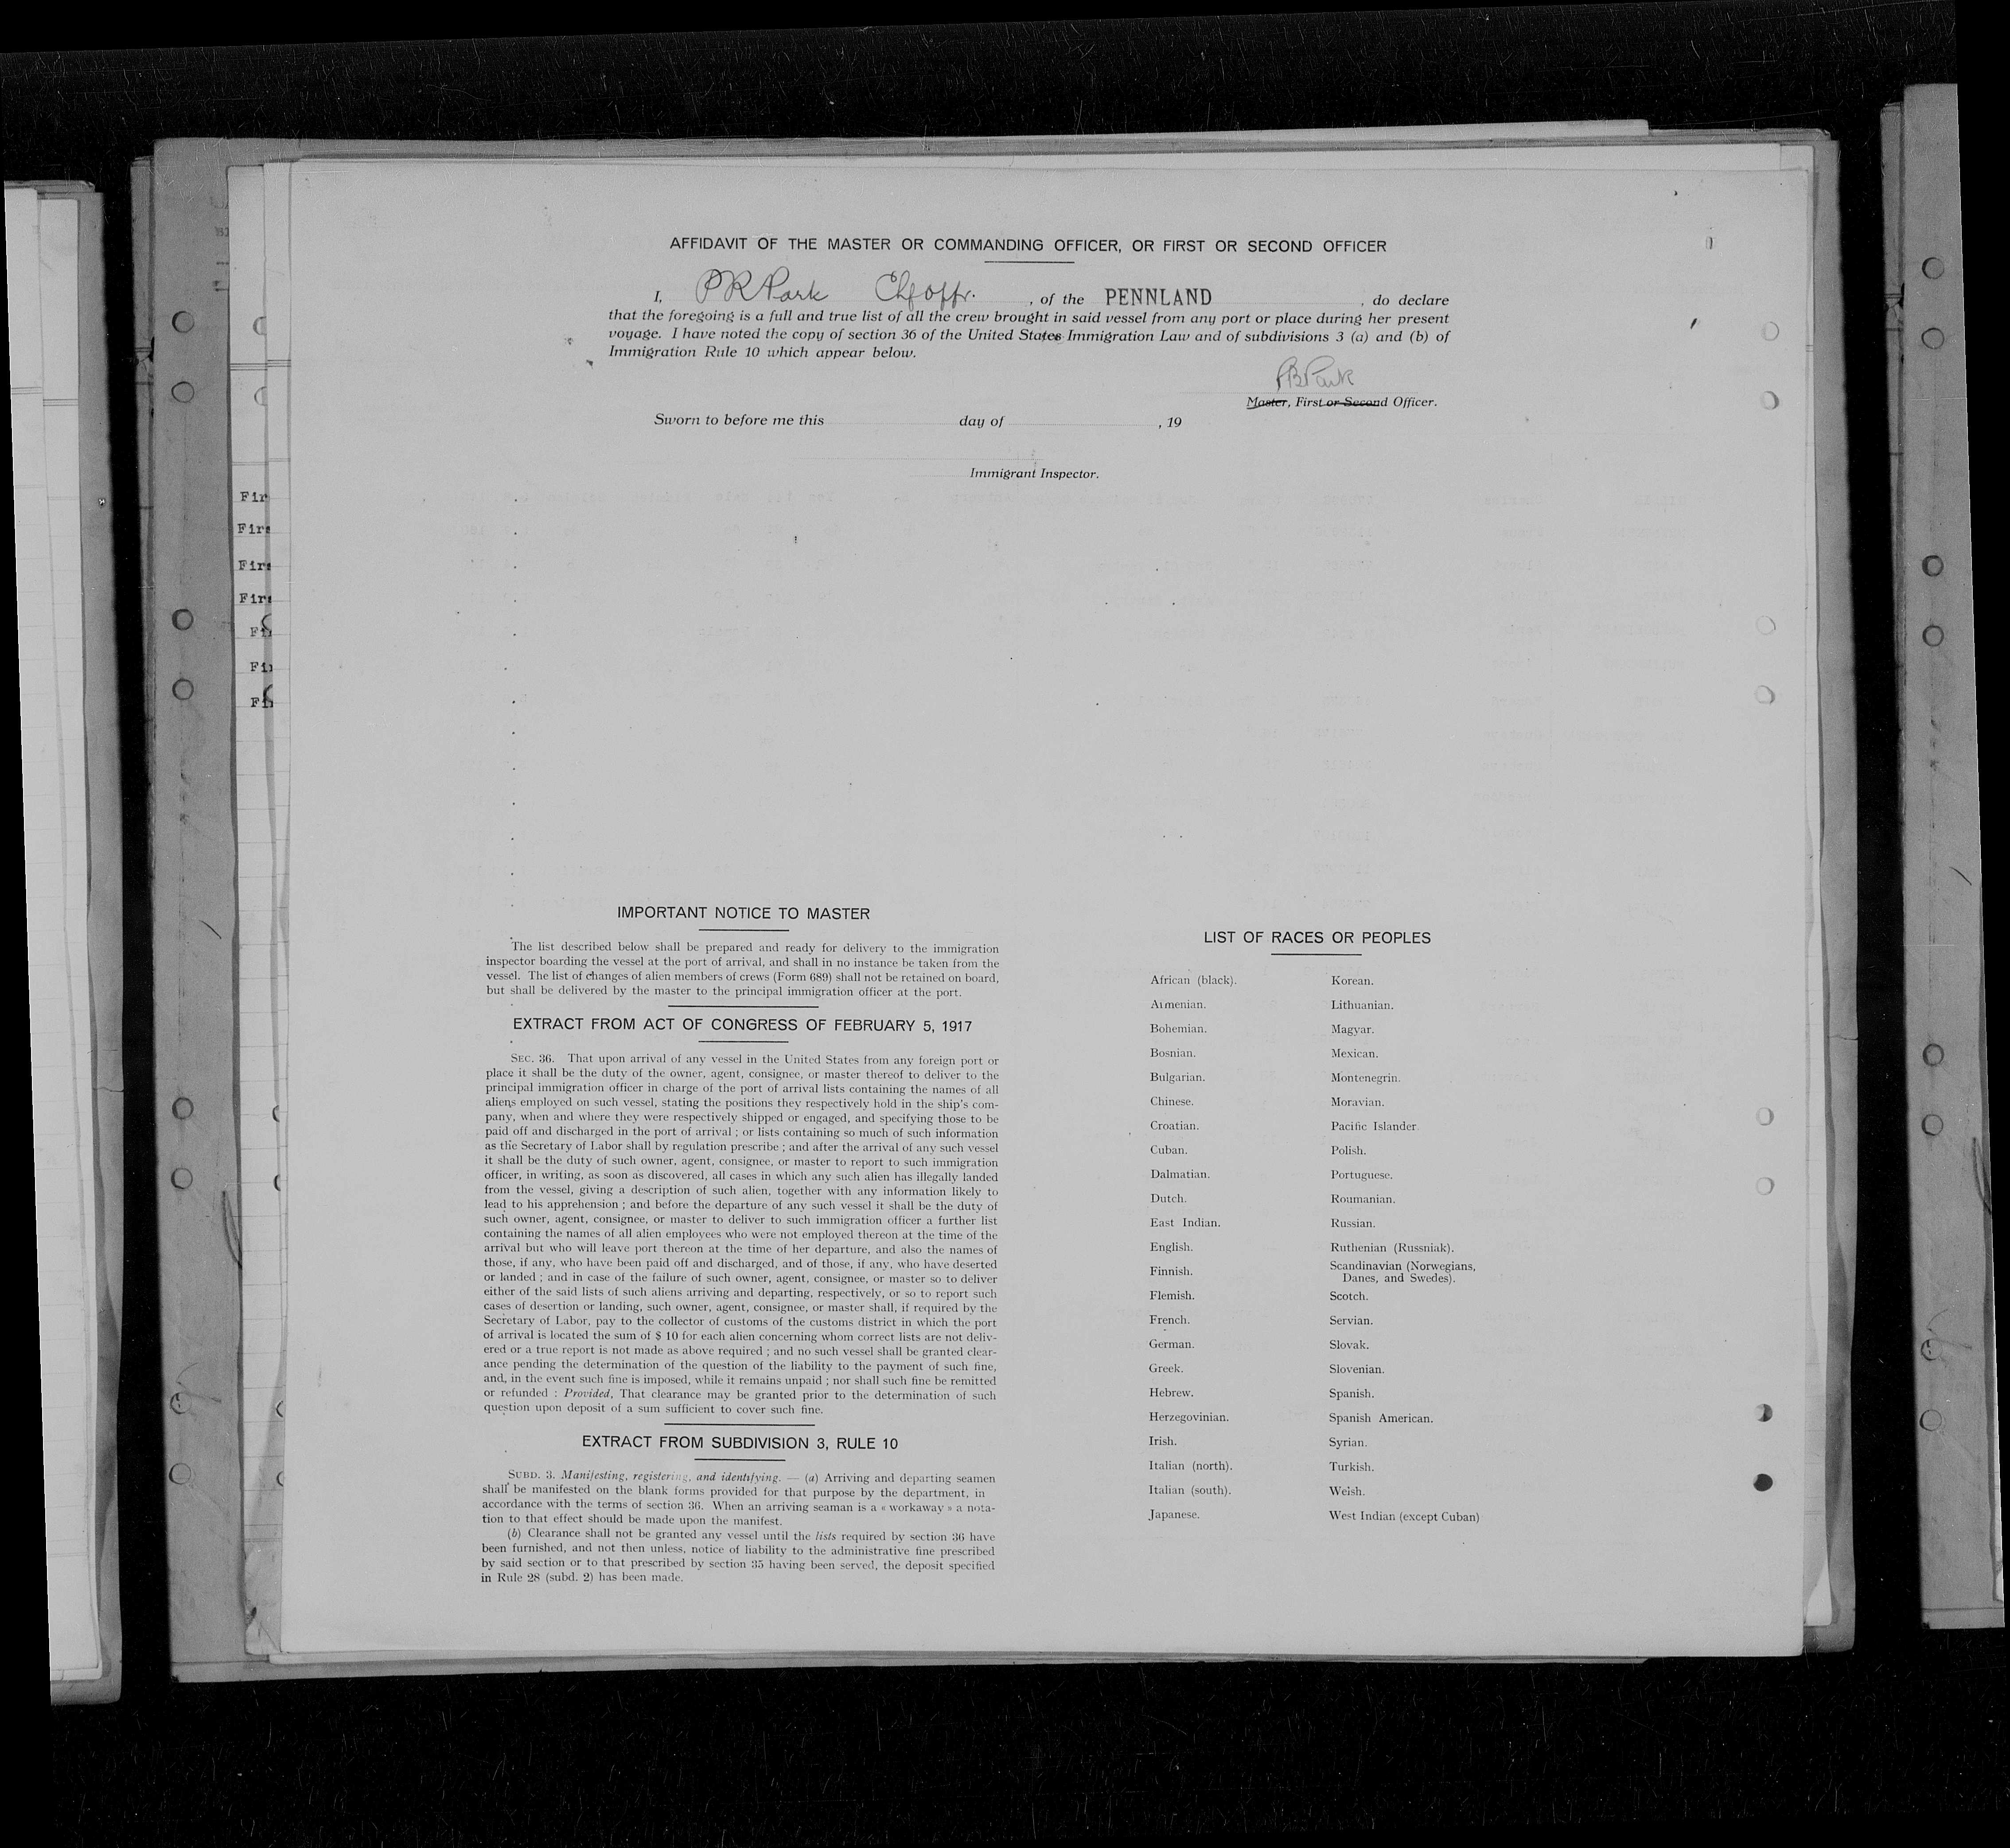 AFFIDAVIT OF THE MASTER OR COMMANDING OFFICER, OR FIRST OR SECOND OFFICER
I, P R Park Chf Offr. , of the PENNLAND , do declare
that the foregoing is a full and true list of all the crew brought in said vessel from any port or place during her present
voyage. I have noted the copy of section 36 of the United States Immigration Law and of subdivisions 3 (a) and (b) of
Immigration Rule 10 which appear below.
Park
Master, First or Second Officer.
Sworn to before me this day of , 19
Immigrant Inspector.
Fir
Firs
Firs
Firs
Fi
Fir
Fi
IMPORTANT NOTICE TO MASTER
The list described below shall be prepared and ready for delivery to the immigration
inspector boarding the vessel at the port of arrival, and shall in no instance be taken from the
vessel. The list of changes of alien members of crews (Form 689) shall not be retained on board,
but shall be delivered by the master to the principal immigration officer at the port.
EXTRACT FROM ACT OF CONGRESS OF FEBRUARY 5, 1917
SEC. 36. That upon arrival of any vessel in the United States from any foreign port or
place it shall be the duty of the owner, agent, consignee, or master thereof to deliver to the
principal immigration officer in charge of the port of arrival lists containing the names of all
aliens employed on such vessel, stating the positions they respectively hold in the ship's com-
pany, when and where they were respectively shipped or engaged, and specifying those to be
paid off and discharged in the port of arrival ; or lists containing so much of such information
as the Secretary of Labor shall by regulation prescribe ; and after the arrival of any such vessel
it shall be the duty of such owner, agent, consignee, or master to report to such immigration
officer, in writing, as soon as discovered, all cases in which any such alien has illegally landed
from the vessel, giving a description of such alien, together with any information likely to
lead to his apprehension ; and before the departure of any such vessel it shall be the duty of
such owner, agent, consignee, or master to deliver to such immigration officer a further list
containing the names of all alien employees who were not employed thereon at the time of the
arrival but who will leave port thereon at the time of her departure, and also the names of
those, if any, who have been paid off and discharged, and of those, if any, who have deserted
or landed ; and in case of the failure of such owner, agent, consignee, or master so to deliver
either of the said lists of such aliens arriving and departing, respectively, or so to report such
cases of desertion or landing, such owner, agent, consignee, or master shall, if required by the
Secretary of Labor, pay to the collector of customs of the customs district in which the port
of arrival is located the sum of $ 10 for each alien concerning whom correct lists are not deliv-
ered or a true report is not made as above required ; and no such vessel shall be granted clear-
ance pending the determination of the question of the liability to the payment of such fine,
and, in the event such fine is imposed, while it remains unpaid ; nor shall such fine be remitted
or refunded : Provided, That clearance may be granted prior to the determination of such
question upon deposit of a sum sufficient to cover such fine.
EXTRACT FROM SUBDIVISION 3, RULE 10
SUBD. 3. Manifesting, registering, and identifying. — (a) Arriving and departing seamen
shall be manifested on the blank forms provided for that purpose by the department, in
accordance with the terms of section 36. When an arriving seaman is a « workaway » a nota-
tion to that effect should be made upon the manifest.
(b) Clearance shall not be granted any vessel until the lists required by section 36 have
been furnished, and not then unless, notice of liability to the administrative fine prescribed
by said section or to that prescribed by section 35 having been served, the deposit specified
in Rule 28 (subd. 2) has been made.
LIST OF RACES OR PEOPLES
African (black). Korean.
Armenian. Lithuanian.
Bohemian. Magyar.
Bosnian. Mexican.
Bulgarian. Montenegrin.
Chinese. Moravian.
Croatian. Pacific Islander
Cuban. Polish.
Dalmatian. Portuguese.
Dutch. Roumanian.
East Indian. Russian.
English. Ruthenian (Russniak).
Finnish. Scandinavian (Norwegians,
Danes, and Swedes).
Flemish. Scotch.
French. Servian.
German. Slovak.
Greek. Slovenian.
Hebrew. Spanish.
Herzegovinian. Spanish American.
Irish. Syrian.
Italian (north). Turkish.
Italian (south). Welsh.
Japanese. West Indian (except Cuban)